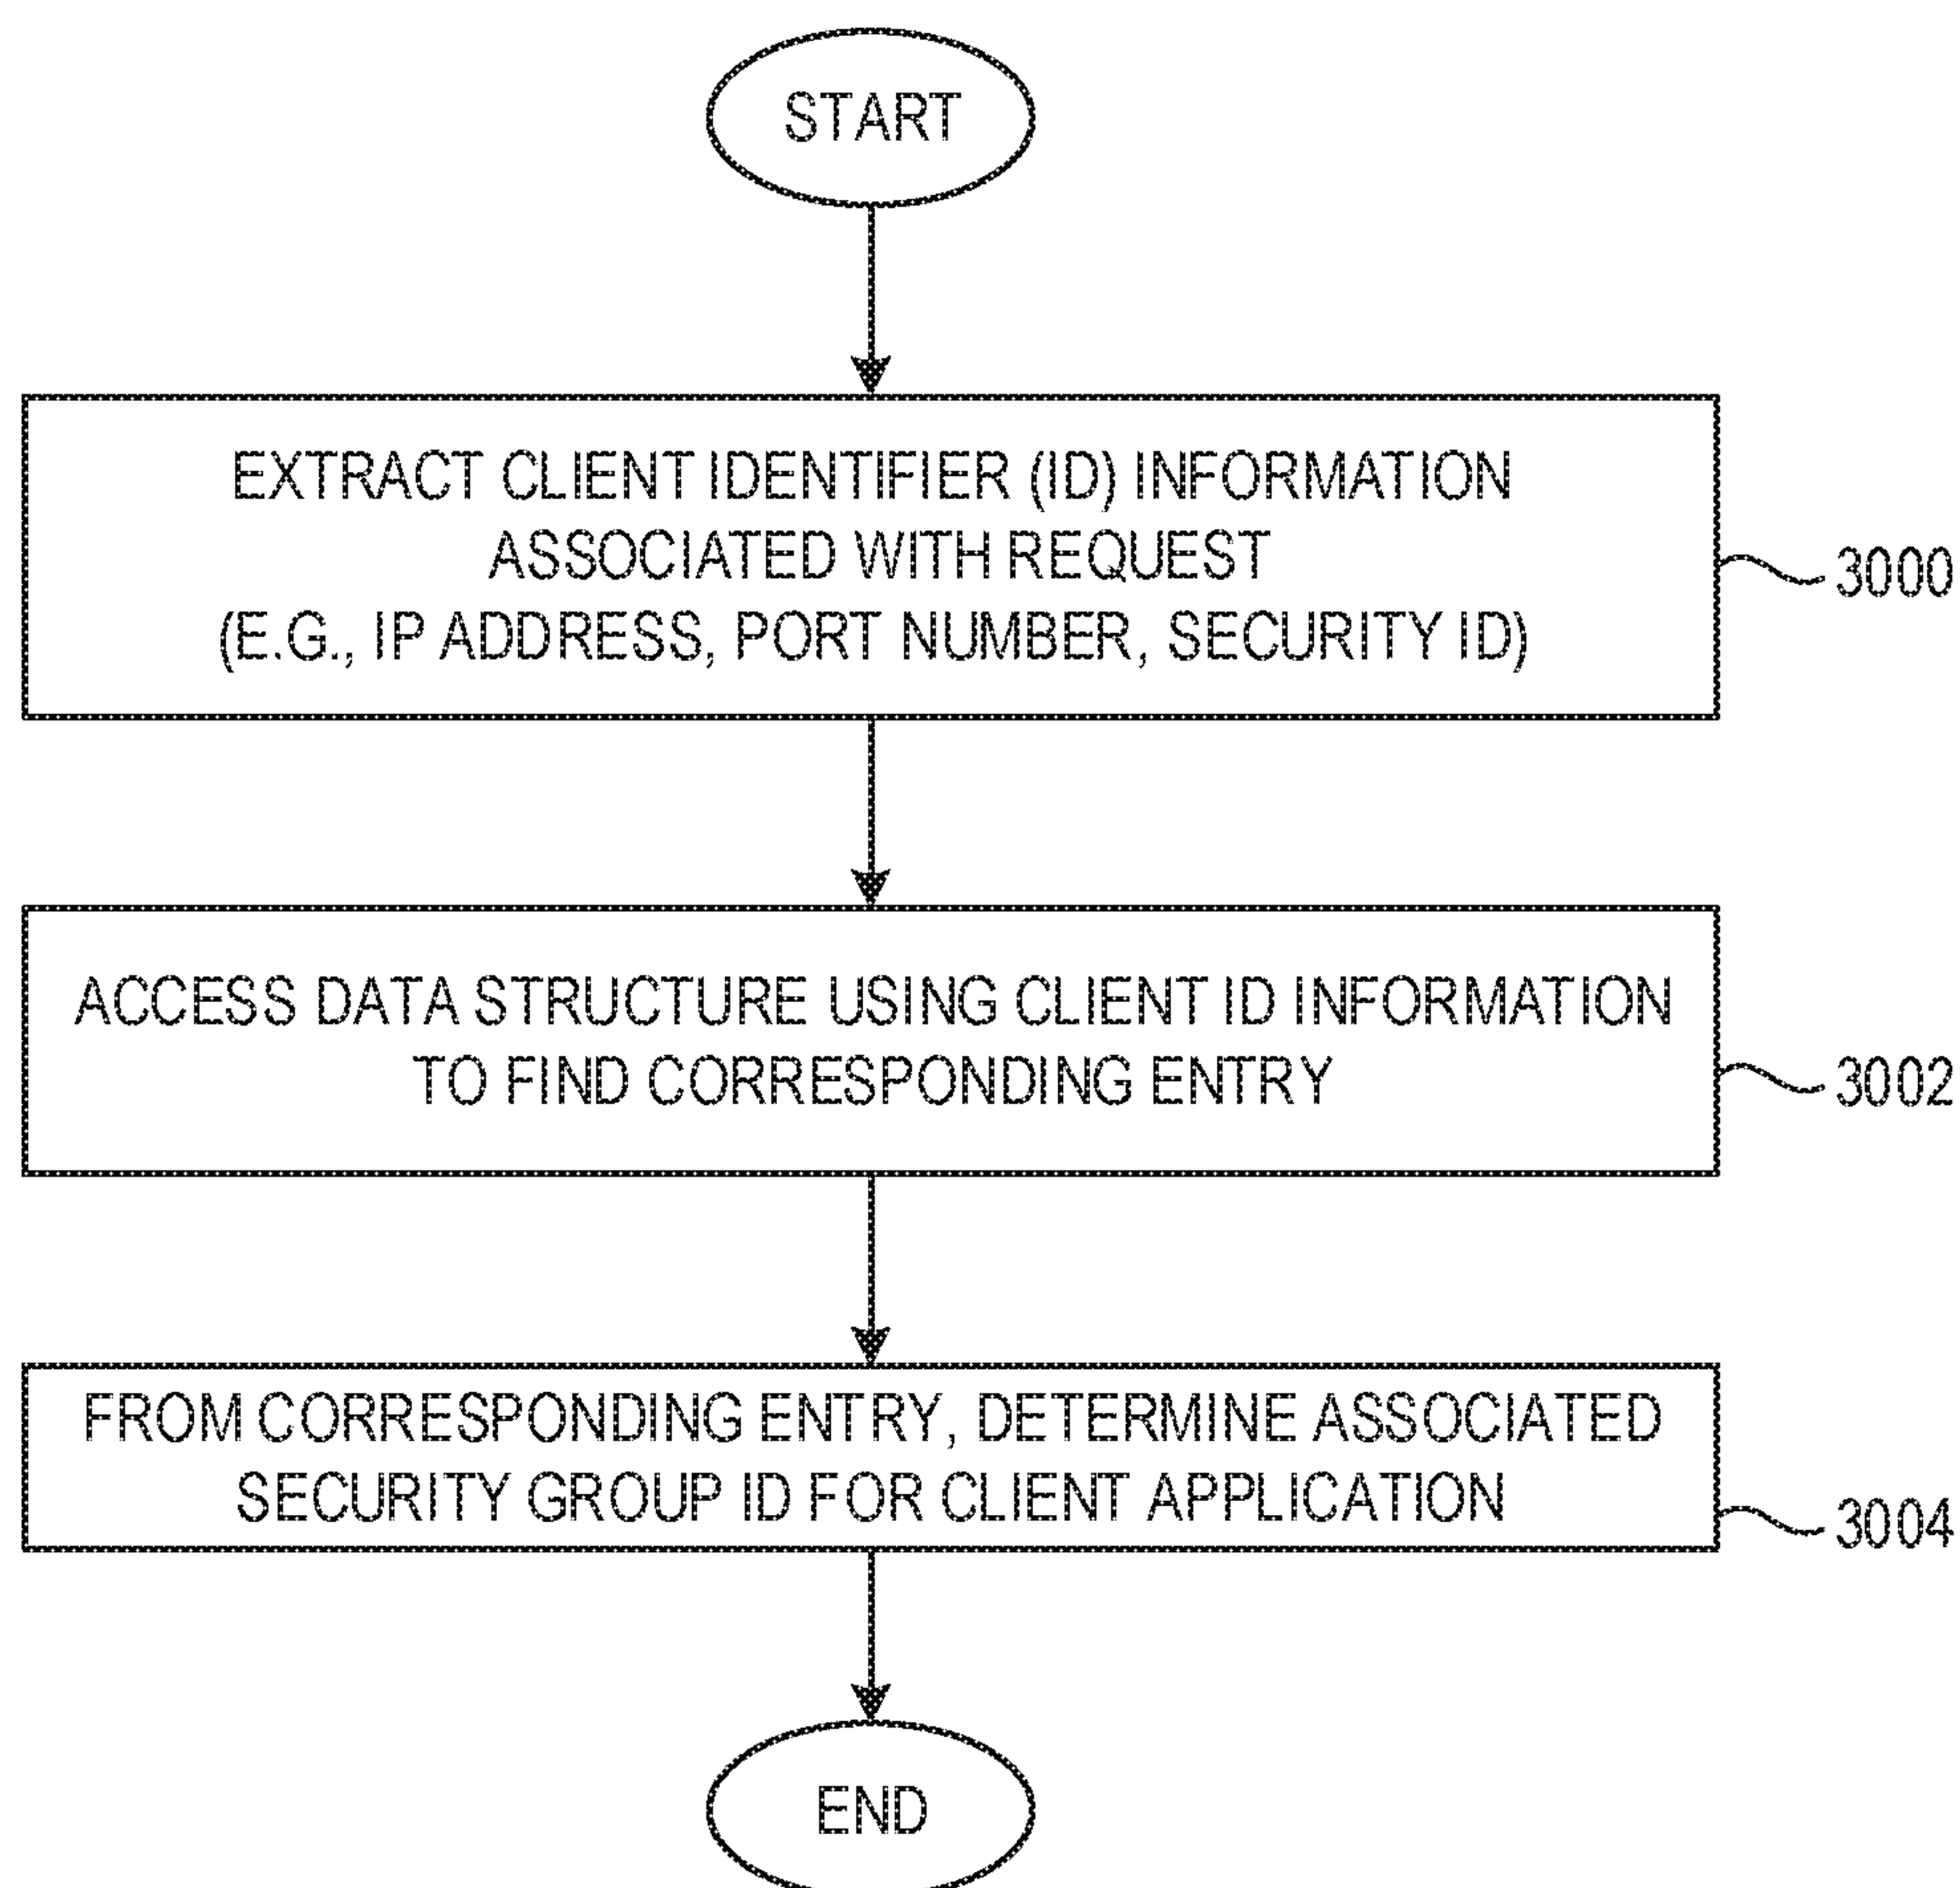 START
EXTRACT CLIENT IDENTIFIER (ID) INFORMATION
ASSOCIATED WITH REQUEST
(E.G., IP ADDRESS, PORT NUMBER, SECURITY ID)
3000
ACCESS DATA STRUCTURE USING CLIENT ID INFORMATION
TO FIND CORRESPONDING ENTRY
3002
FROM CORRESPONDING ENTRY, DETERMINE ASSOCIATED
SECURITY GROUP ID FOR CLIENT APPLICATION
3004
END